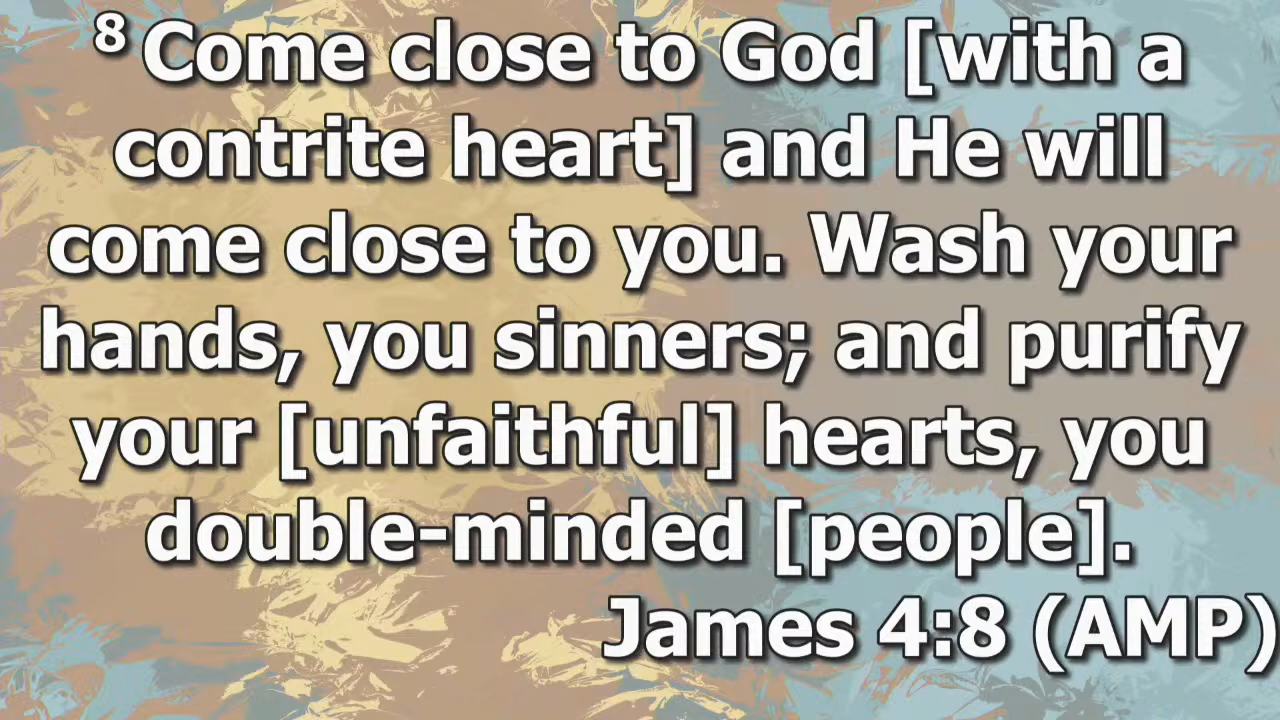 8 Come close to God [with a
contrite heart] and He will
come close to you. Wash your
hands, you sinners; and purify
your [unfaithful] hearts, you
double-minded [people].
James 4:8 (AMP)